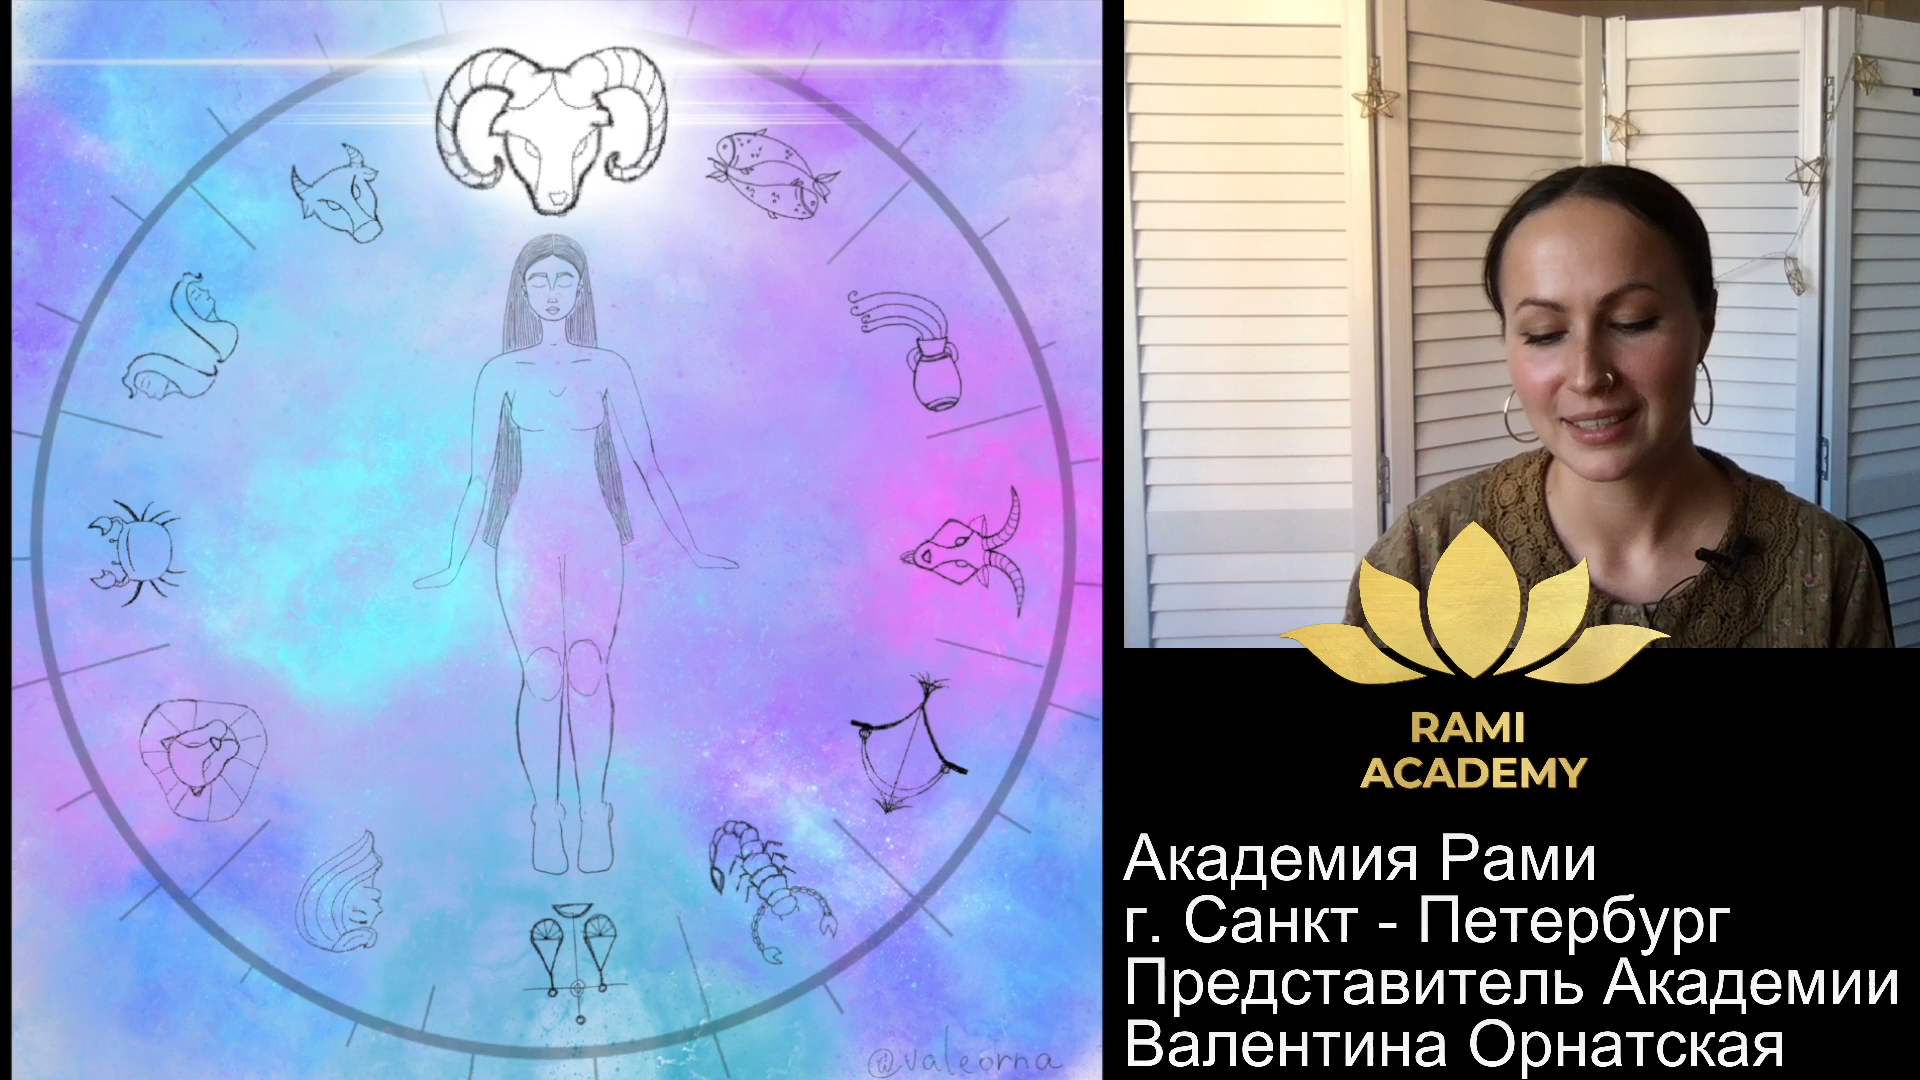 @valeorna
RAMI
ACADEMY
Академия Рами
г. Санкт - Петербург
Представитель Академии
Валентина Орнатская